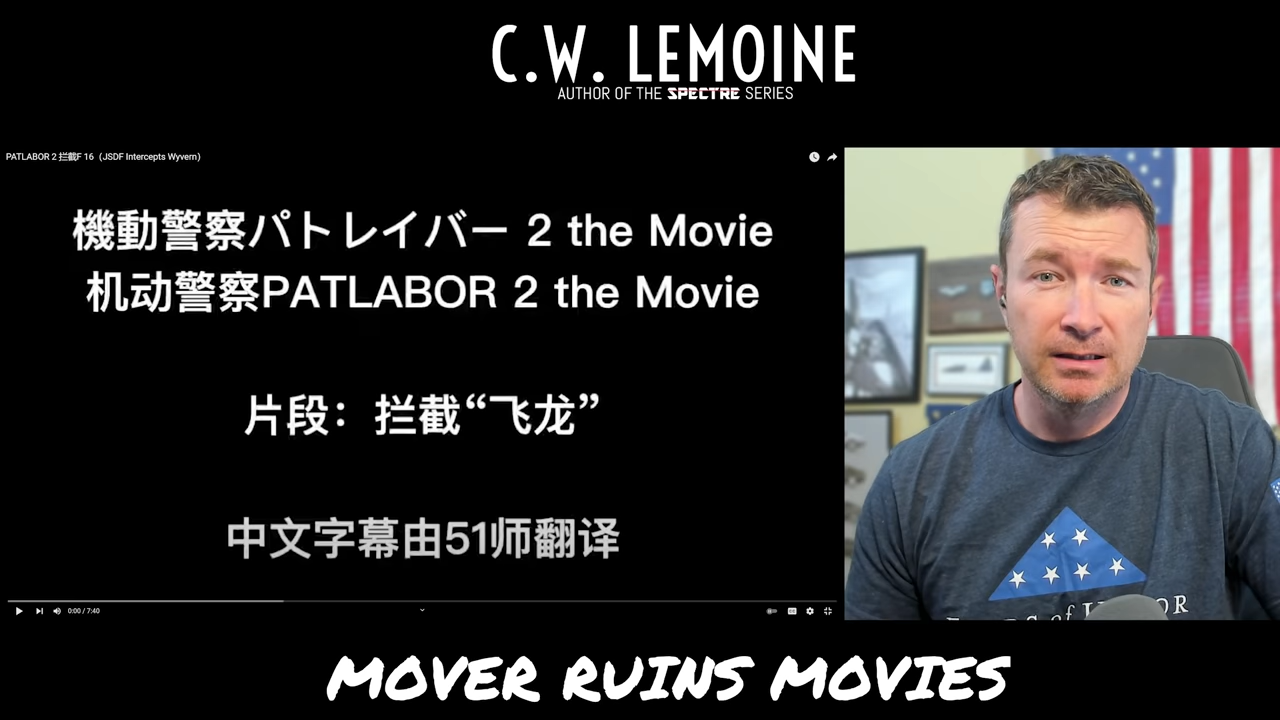 C.W. LEMOINE
AUTHOR OF THE SPECTRE SERIES
PATLABOR 2 拦截F 16（JSDF Intercepts Wyvern）
機動警察パトレイバー 2 the Movie
机动警察PATLABOR 2 the Movie
片段：拦截“飞龙”
中文字幕由51师翻译
0:00 / 7:40
of
MOVER RUINS MOVIES